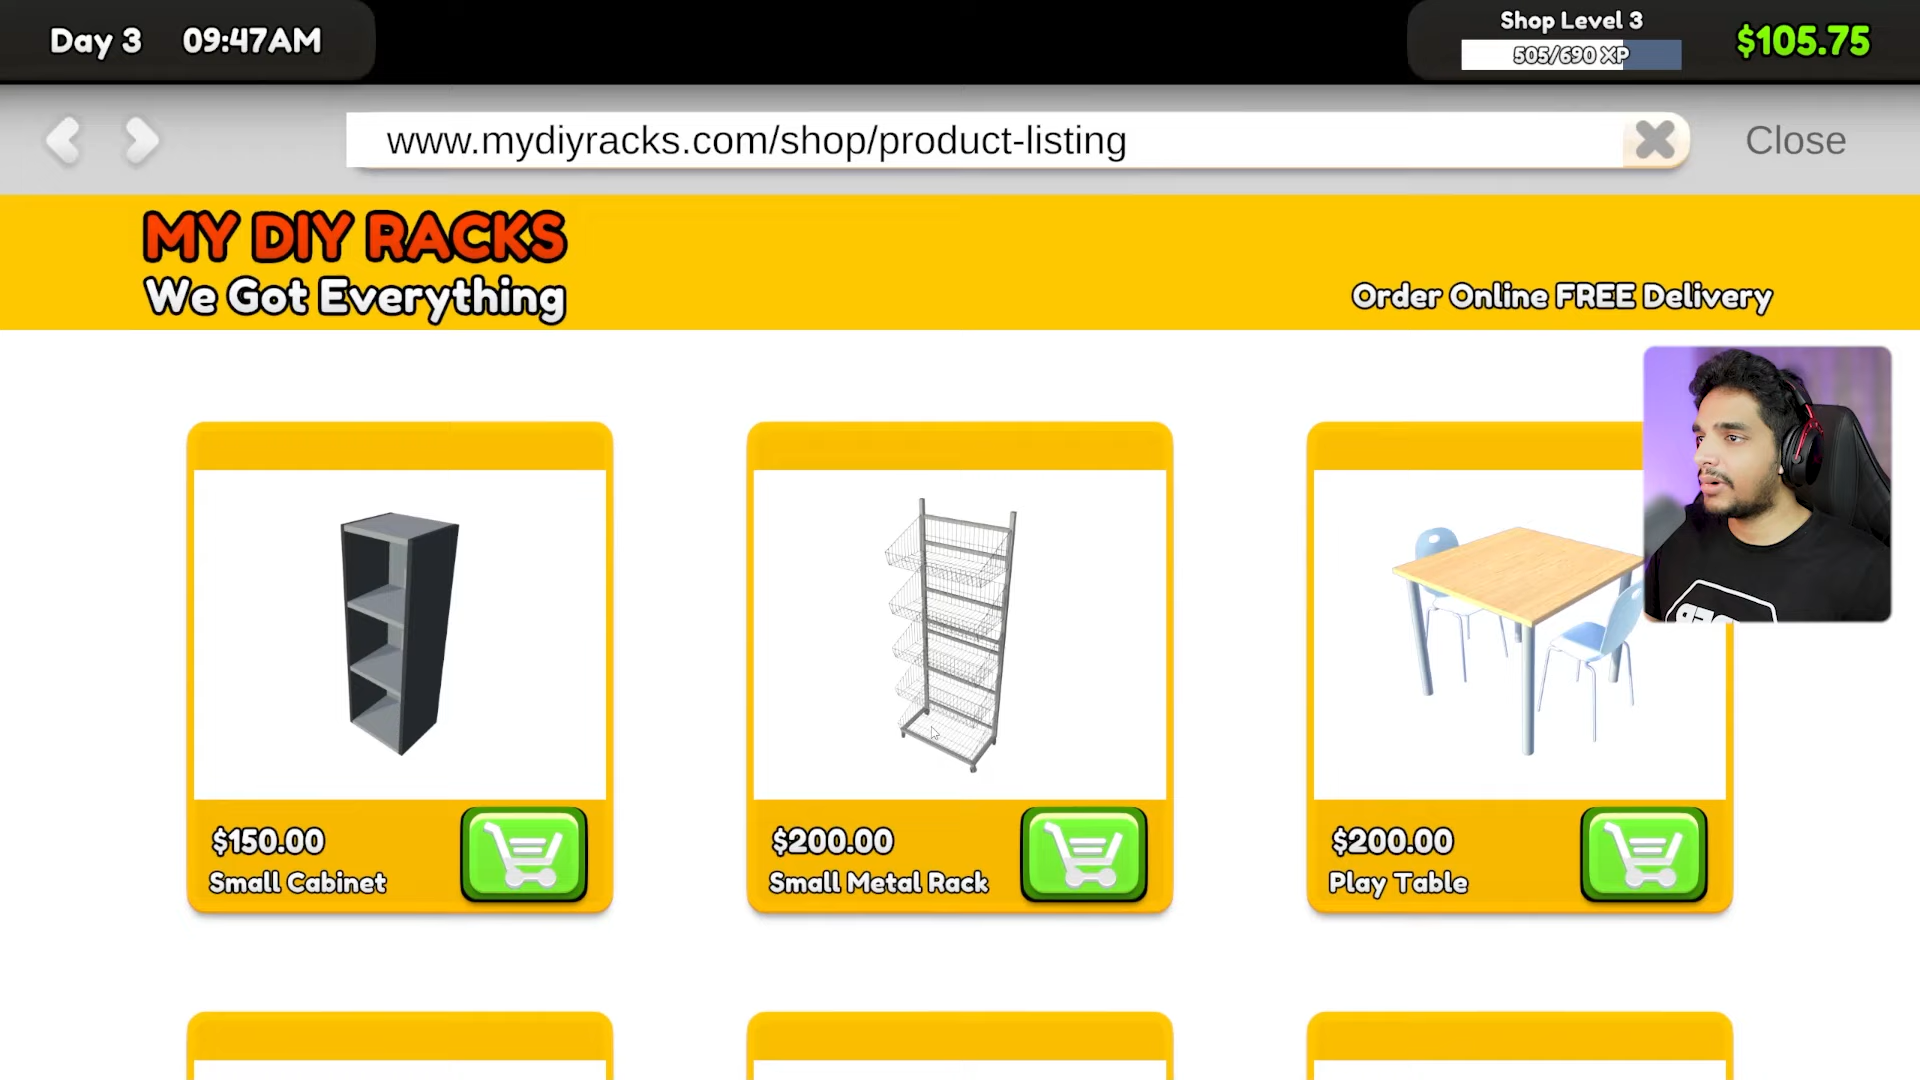 Day 3 09:47AM
Shop Level 3
505/690 XP
$105.75
www.mydiyracks.com/shop/product-listing
Close
MY DIY RACKS
We Got Everything
Order Online FREE Delivery
$150.00
Small Cabinet
$200.00
Small Metal Rack
$200.00
Play Table